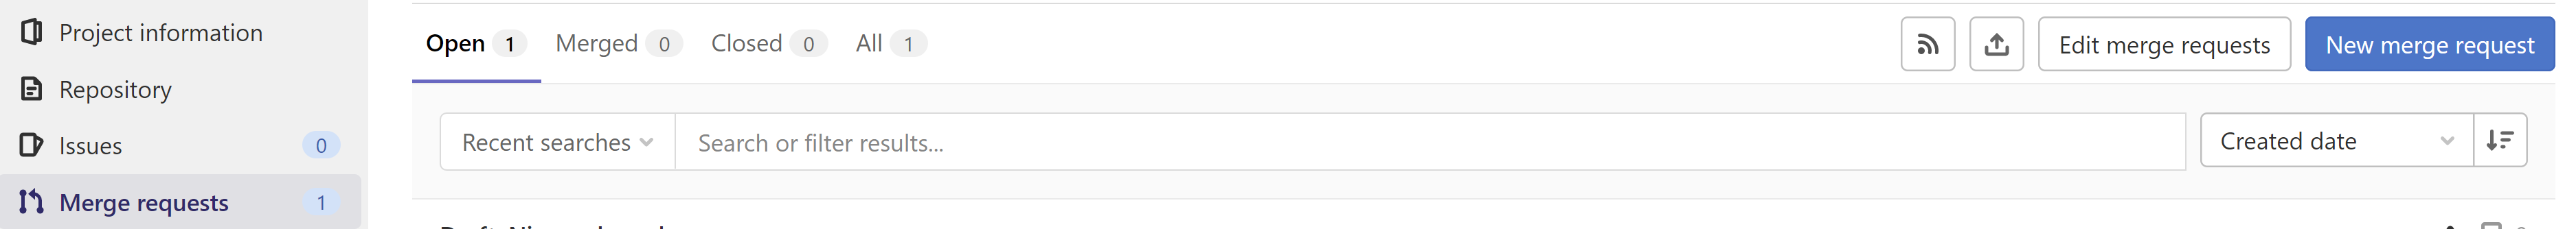 Project information
Repository
Issues 0
Merge requests 1
Open 1 Merged 0 Closed 0 All 1
Edit merge requests New merge request
Recent searches Search or filter results... Created date